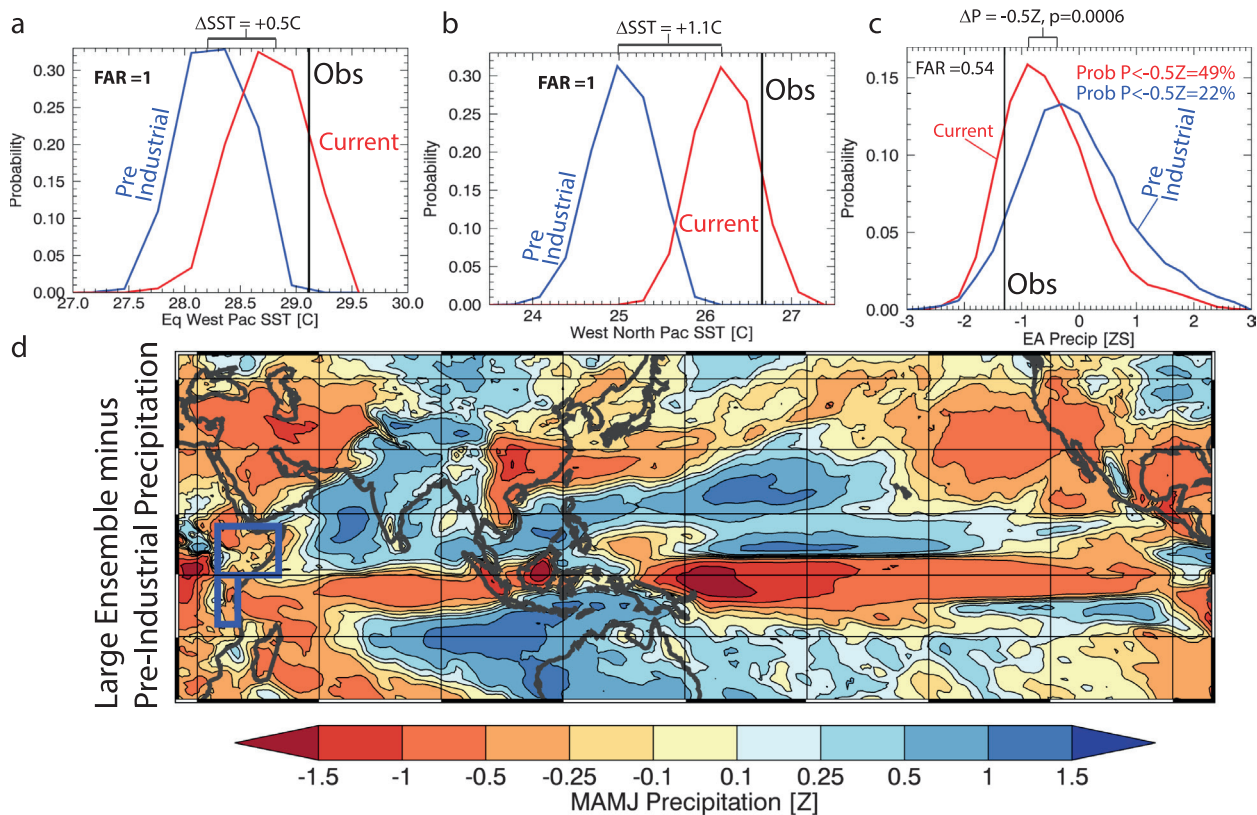 a
ΔSST = +0.5C
FAR =1
Obs
Pre
Industrial
Current
Probability
0.30
0.25
0.20
0.15
0.10
0.05
0.00
27.0 27.5 28.0 28.5 29.0 29.5 30.0
Eq West Pac SST [C]
b
ΔSST = +1.1C
FAR =1
Obs
Pre
Industrial
Current
Probability
0.30
0.25
0.20
0.15
0.10
0.05
0.00
24 25 26 27
West North Pac SST [C]
c
ΔP = -0.5Z, p=0.0006
FAR =0.54
Prob P<-0.5Z=49%
Prob P<-0.5Z=22%
Current
Pre
Industrial
Obs
Probability
0.15
0.10
0.05
0.00
-3 -2 -1 0 1 2 3
EA Precip [ZS]
d
Large Ensemble minus
Pre-Industrial Precipitation
-1.5 -1 -0.5 -0.25 -0.1 0.1 0.25 0.5 1 1.5
MAMJ Precipitation [Z]